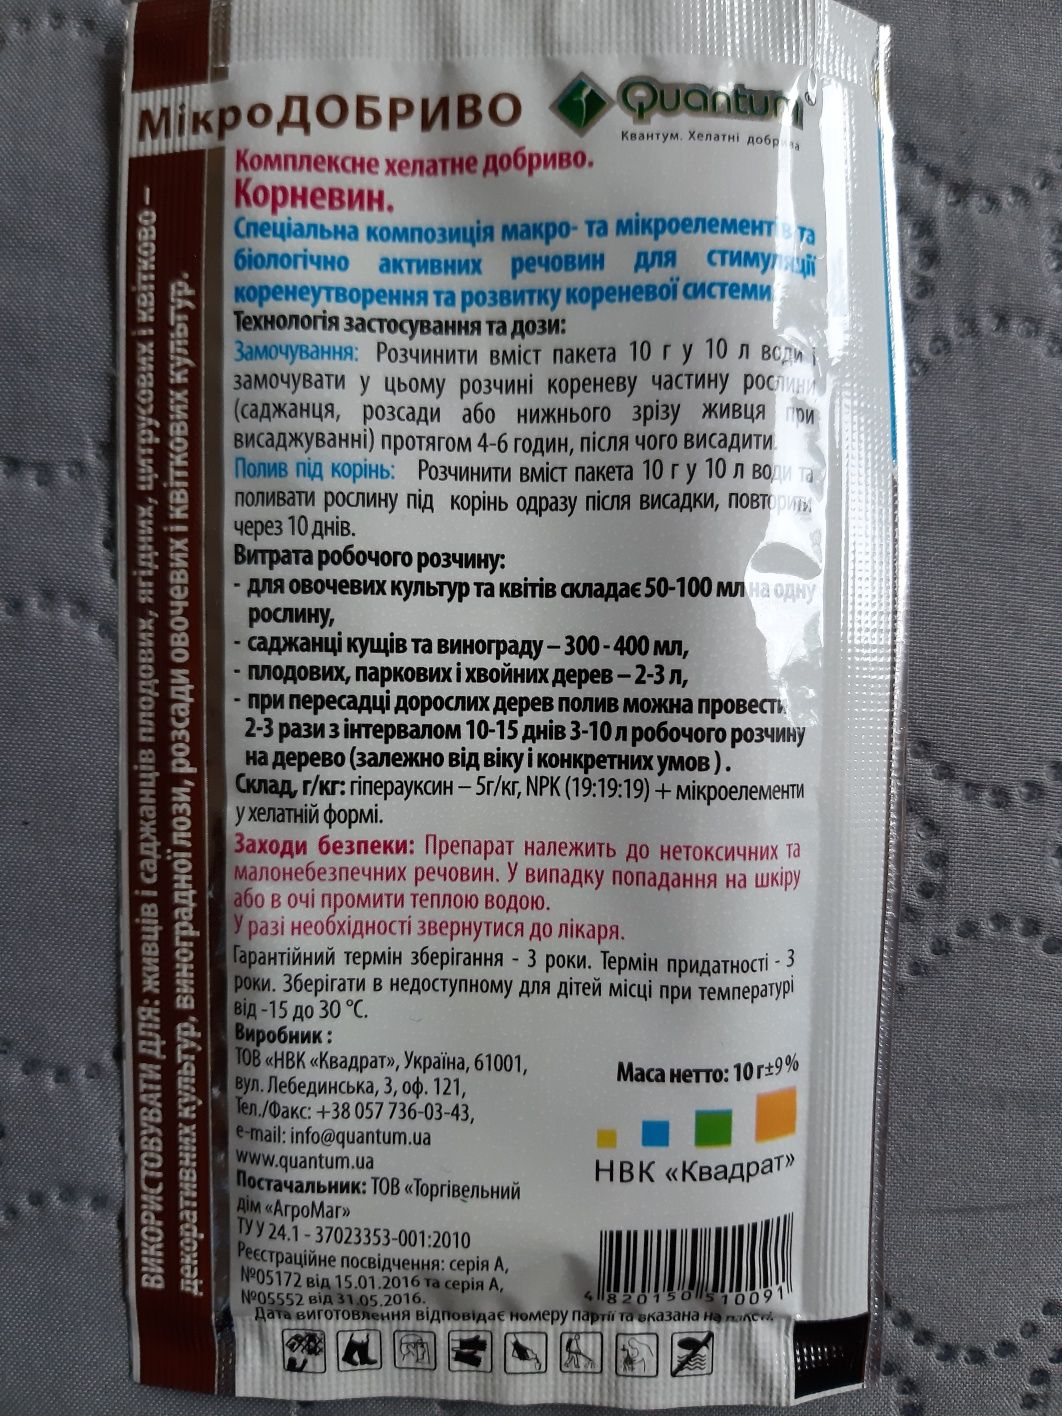 МікроДОБРИВО
Quantum
Квантум. Хелатні добрива
Комплексне хелатне добриво.
Корневин.
Спеціальна композиція макро- та мікроелементів та
біологічно активних речовин для стимуляції
коренеутворення та розвитку кореневої системи
Технологія застосування та дози:
Замочування: Розчинити вміст пакета 10 г у 10 л води і
замочувати у цьому розчині кореневу частину рослини
(саджанця, розсади або нижнього зрізу живця при
висаджуванні) протягом 4-6 годин, після чого висадити.
Полив під корінь: Розчинити вміст пакета 10 г у 10 л води та
поливати рослину під корінь одразу після висадки, повторити
через 10 днів.
Витрата робочого розчину:
- для овочевих культур та квітів складає 50-100 мл на одну
рослину,
- саджанці кущів та винограду – 300 - 400 мл,
- плодових, паркових і хвойних дерев – 2-3 л,
- при пересадці дорослих дерев полив можна провести
2-3 рази з інтервалом 10-15 днів 3-10 л робочого розчину
на дерево (залежно від віку і конкретних умов ).
Склад, г/кг: гіперауксин – 5г/кг, NPK (19:19:19) + мікроелементи
у хелатній формі.
Заходи безпеки: Препарат належить до нетоксичних та
малонебезпечних речовин. У випадку попадання на шкіру
або в очі промити теплою водою.
У разі необхідності звернутися до лікаря.
Гарантійний термін зберігання - 3 роки. Термін придатності - 3
роки. Зберігати в недоступному для дітей місці при температурі
від -15 до 30 °С.
Виробник :
ТОВ «НВК «Квадрат», Україна, 61001,
вул. Лебединська, 3, оф. 121,
Тел./Факс: +38 057 736-03-43,
e-mail: info@quantum.ua
www.quantum.ua
Постачальник: ТОВ «Торгівельний
дім «АгроМаг»
ТУ У 24.1 - 37023353-001:2010
Реєстраційне посвідчення: серія А,
№05172 від 15.01.2016 та серія А,
№05552 від 31.05.2016.
Дата виготовлення відповідає номеру партії та вказана на
Маса нетто: 10 г±9%
НВК «Квадрат»
4 820150 510091
ВИКОРИСТОВУВАТИ ДЛЯ: живців і саджанців плодових, ягідних, цитрусових і квітково –
декоративних культур, виноградної лози, розсади овочевих і квіткових культур.